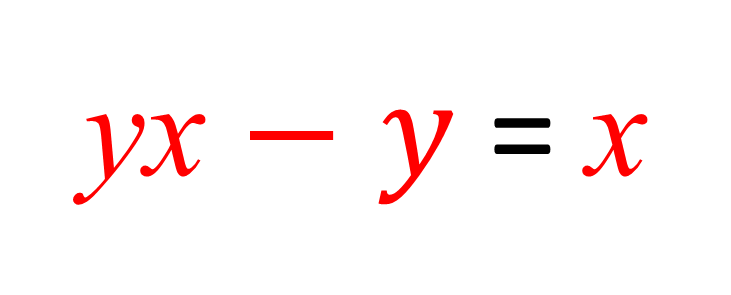 yx − y = x